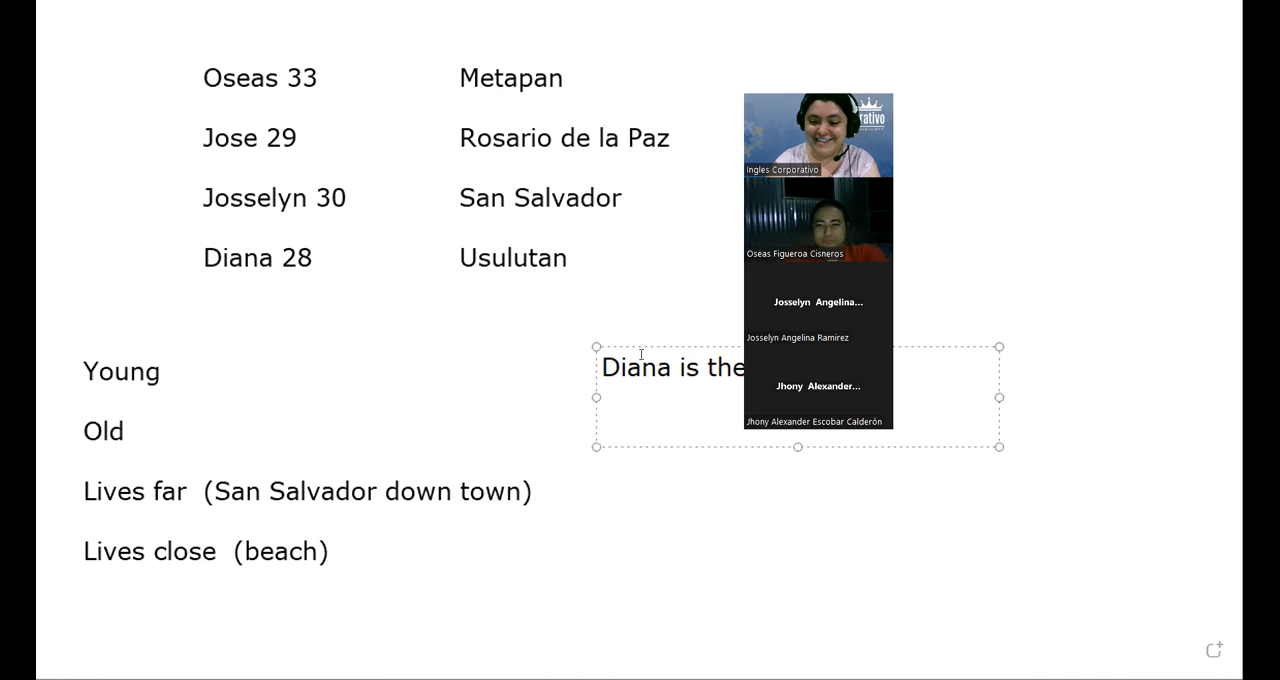 Oseas 33 Metapan
Jose 29 Rosario de la Paz
Josselyn 30 San Salvador
Diana 28 Usulutan
rativo
Ingles Corporativo
Oseas Figueroa Cisneros
Josselyn Angelina...
Josselyn Angelina Ramirez
Jhony Alexander...
Jhony Alexander Escobar Calderón
Young
Diana is the
Old
Lives far (San Salvador down town)
Lives close (beach)